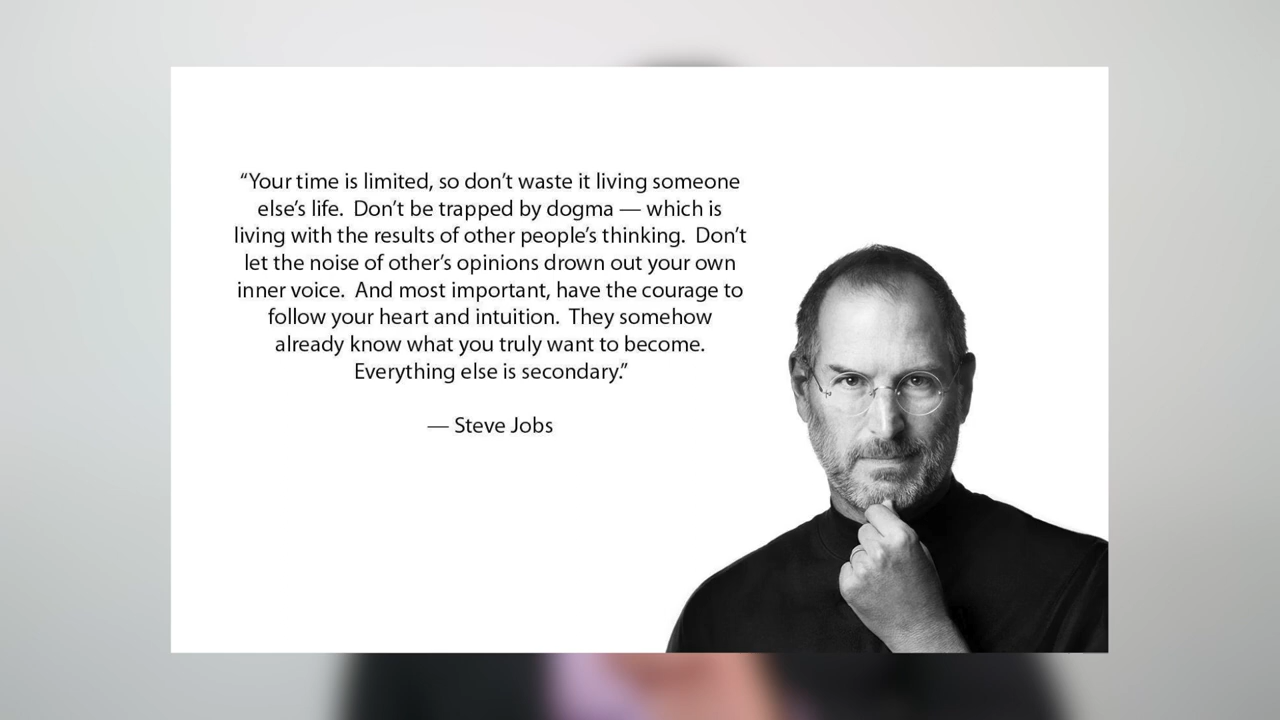 “Your time is limited, so don’t waste it living someone
else’s life.  Don’t be trapped by dogma — which is
living with the results of other people’s thinking.  Don’t
let the noise of other’s opinions drown out your own
inner voice.  And most important, have the courage to
follow your heart and intuition.  They somehow
already know what you truly want to become.
Everything else is secondary.”
— Steve Jobs